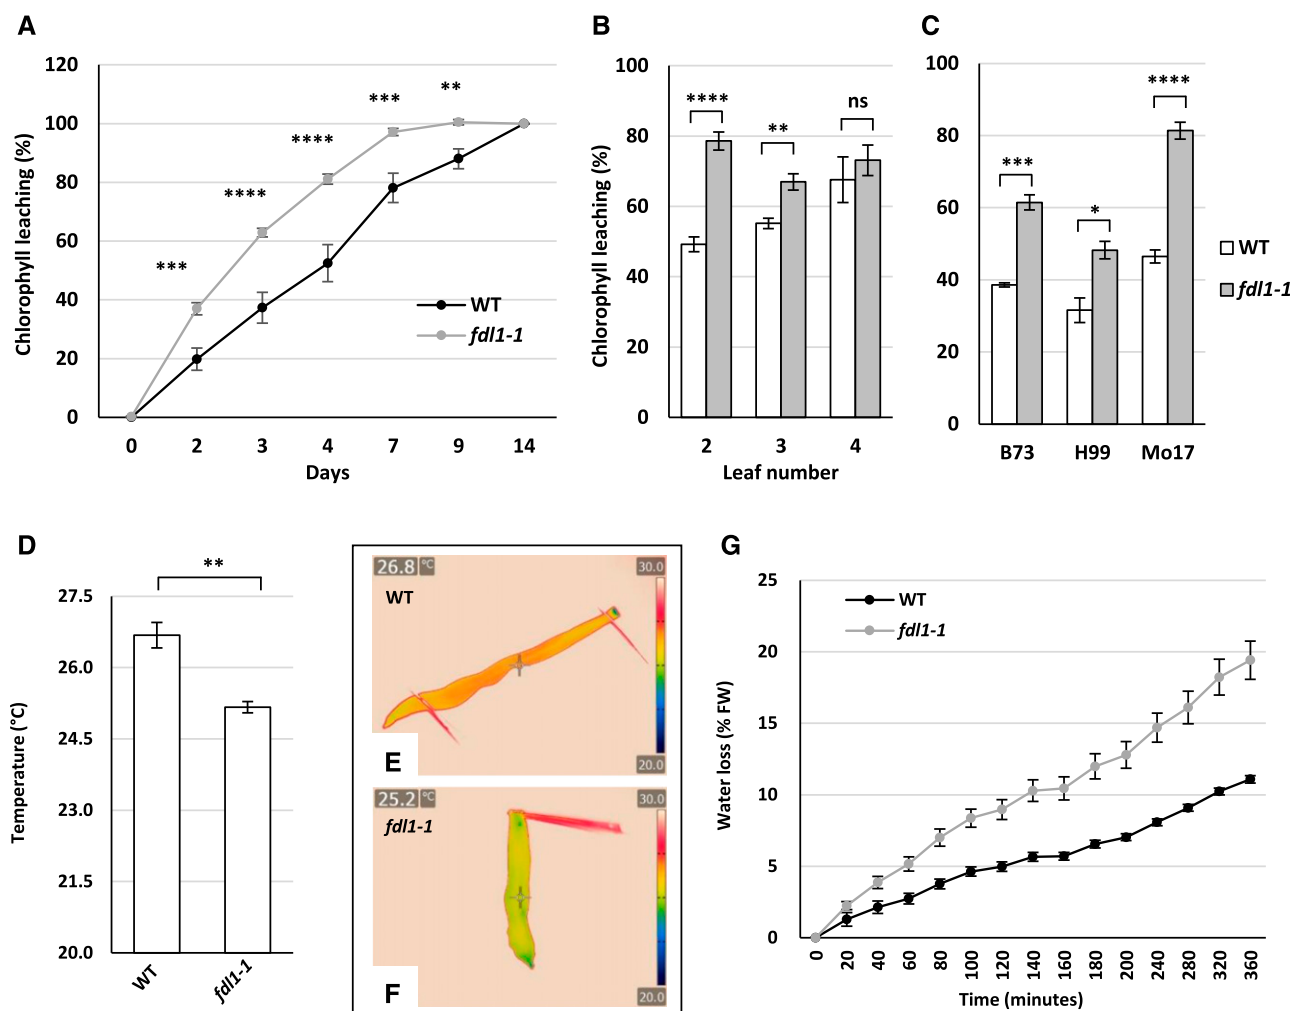 A
120
100
80
60
40
20
0
Chlorophyll leaching (%)
***
****
****
***
**
WT
fdl1-1
0 2 3 4 7 9 14
Days
B
100
80
60
40
20
0
Chlorophyll leaching (%)
****
**
ns
2 3 4
Leaf number
C
100
80
60
40
20
0
***
*
****
B73 H99 Mo17
WT
fdl1-1
D
27.5
26.0
24.5
23.0
21.5
20.0
Temperature (°C)
**
WT fdl1-1
26.8 °C
30.0
WT
E
20.0
25.2 °C
30.0
fdl1-1
F
20.0
G
25
20
15
10
5
0
Water loss (% FW)
WT
fdl1-1
0 20 40 60 80 100 120 140 160 180 200 240 280 320 360
Time (minutes)